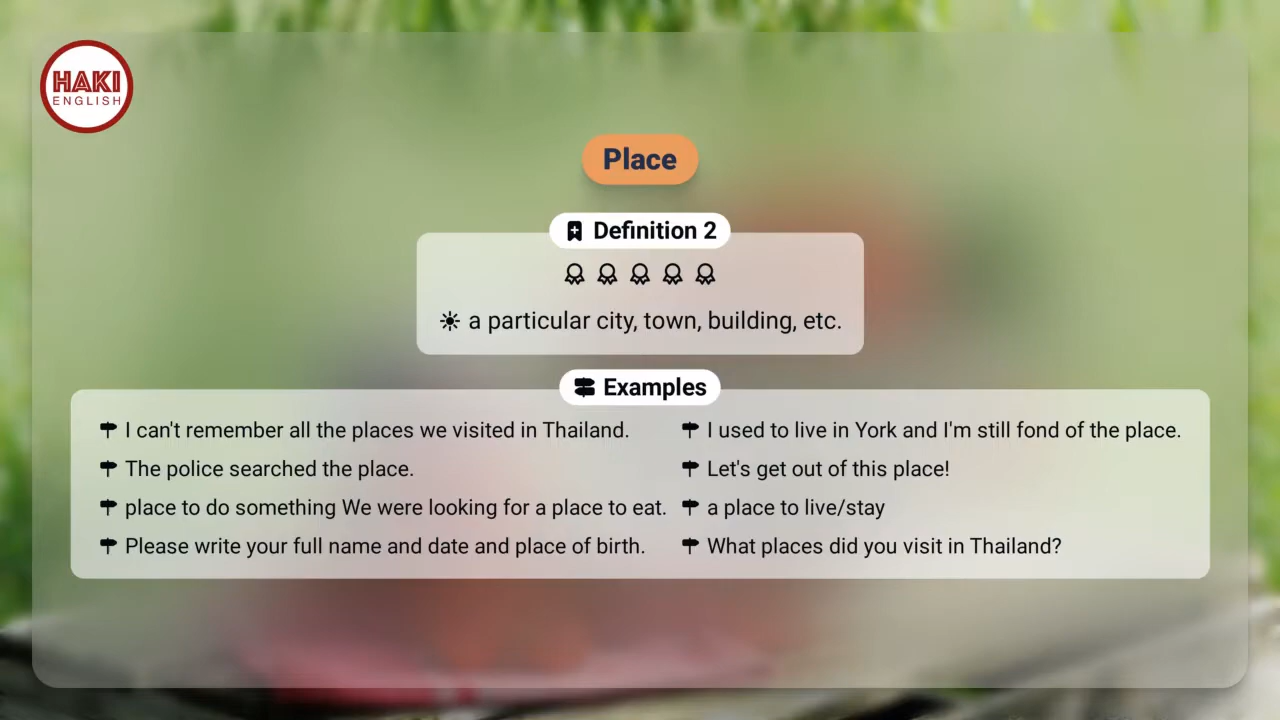 HAKI
ENGLISH
Place
Definition 2
a particular city, town, building, etc.
Examples
I can't remember all the places we visited in Thailand.
I used to live in York and I'm still fond of the place.
The police searched the place.
Let's get out of this place!
place to do something We were looking for a place to eat.
a place to live/stay
Please write your full name and date and place of birth.
What places did you visit in Thailand?